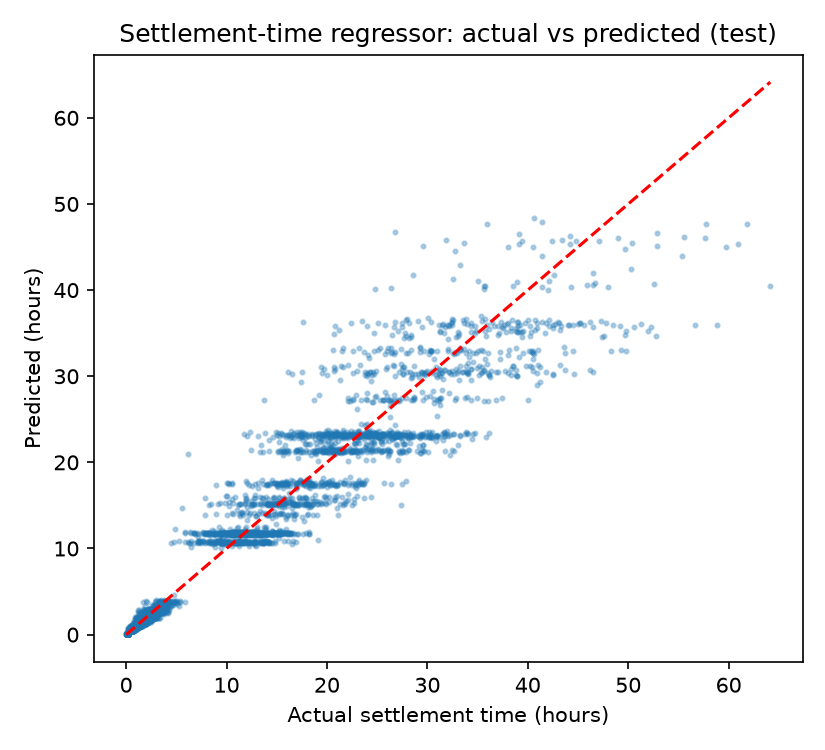 Settlement-time regressor: actual vs predicted (test)
Predicted (hours)
60
50
40
30
20
10
0
0 10 20 30 40 50 60
Actual settlement time (hours)